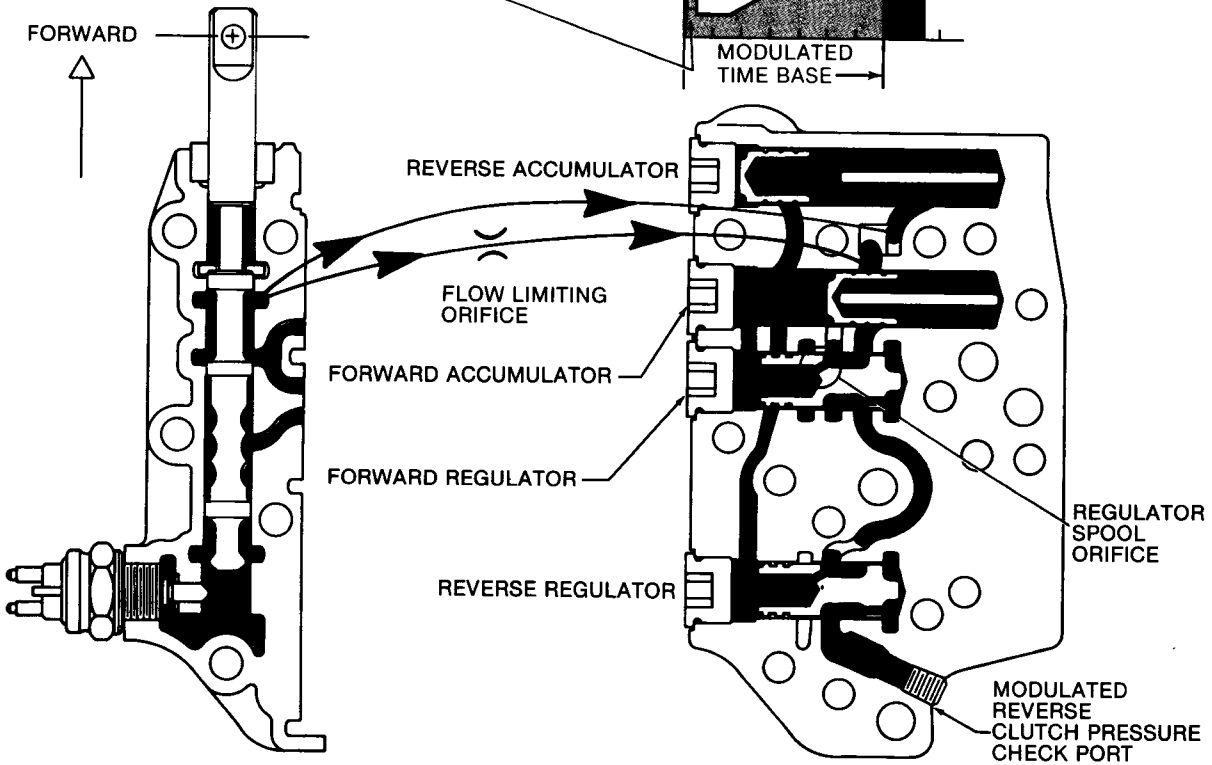 MODULATED
TIME BASE
FORWARD
REVERSE ACCUMULATOR
FLOW LIMITING
ORIFICE
FORWARD ACCUMULATOR
FORWARD REGULATOR
REGULATOR
SPOOL
ORIFICE
REVERSE REGULATOR
MODULATED
REVERSE
CLUTCH PRESSURE
CHECK PORT